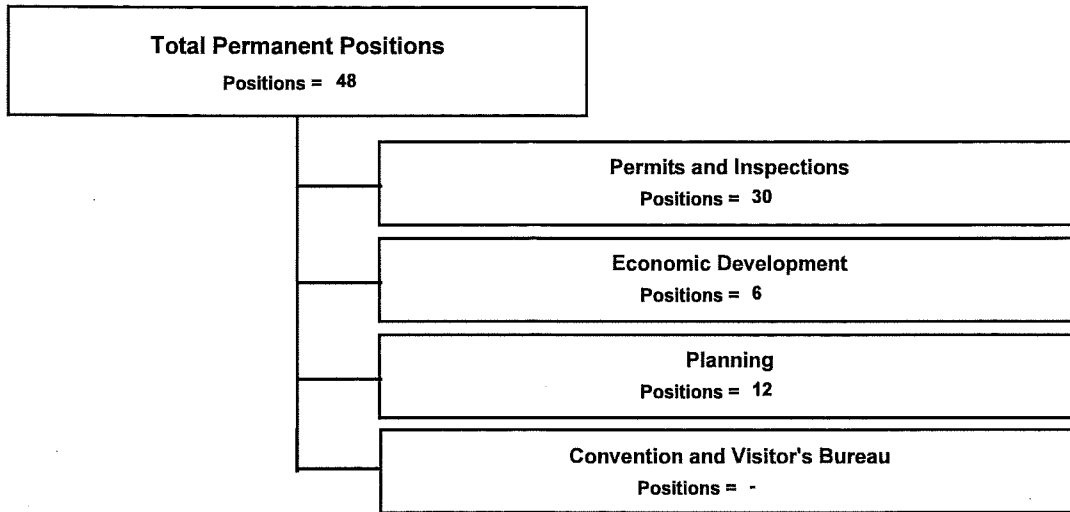 Total Permanent Positions
Positions = 48
Permits and Inspections
Positions = 30
Economic Development
Positions = 6
Planning
Positions = 12
Convention and Visitor's Bureau
Positions = -